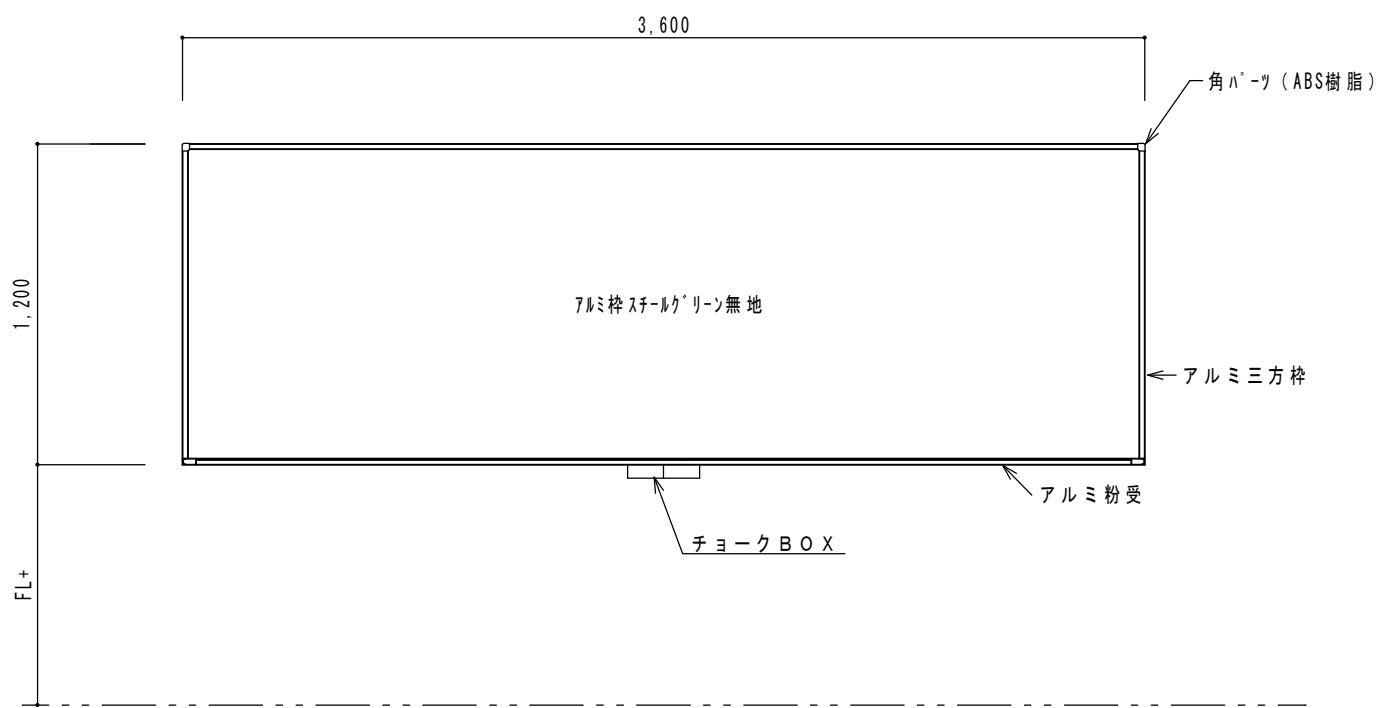 3,600
角ﾊﾟｰﾂ（ABS樹脂）
1,200
ｱﾙﾐ枠ｽﾁｰﾙｸﾞﾘｰﾝ無地
アルミ三方枠
アルミ粉受
チョークＢＯＸ
FL+